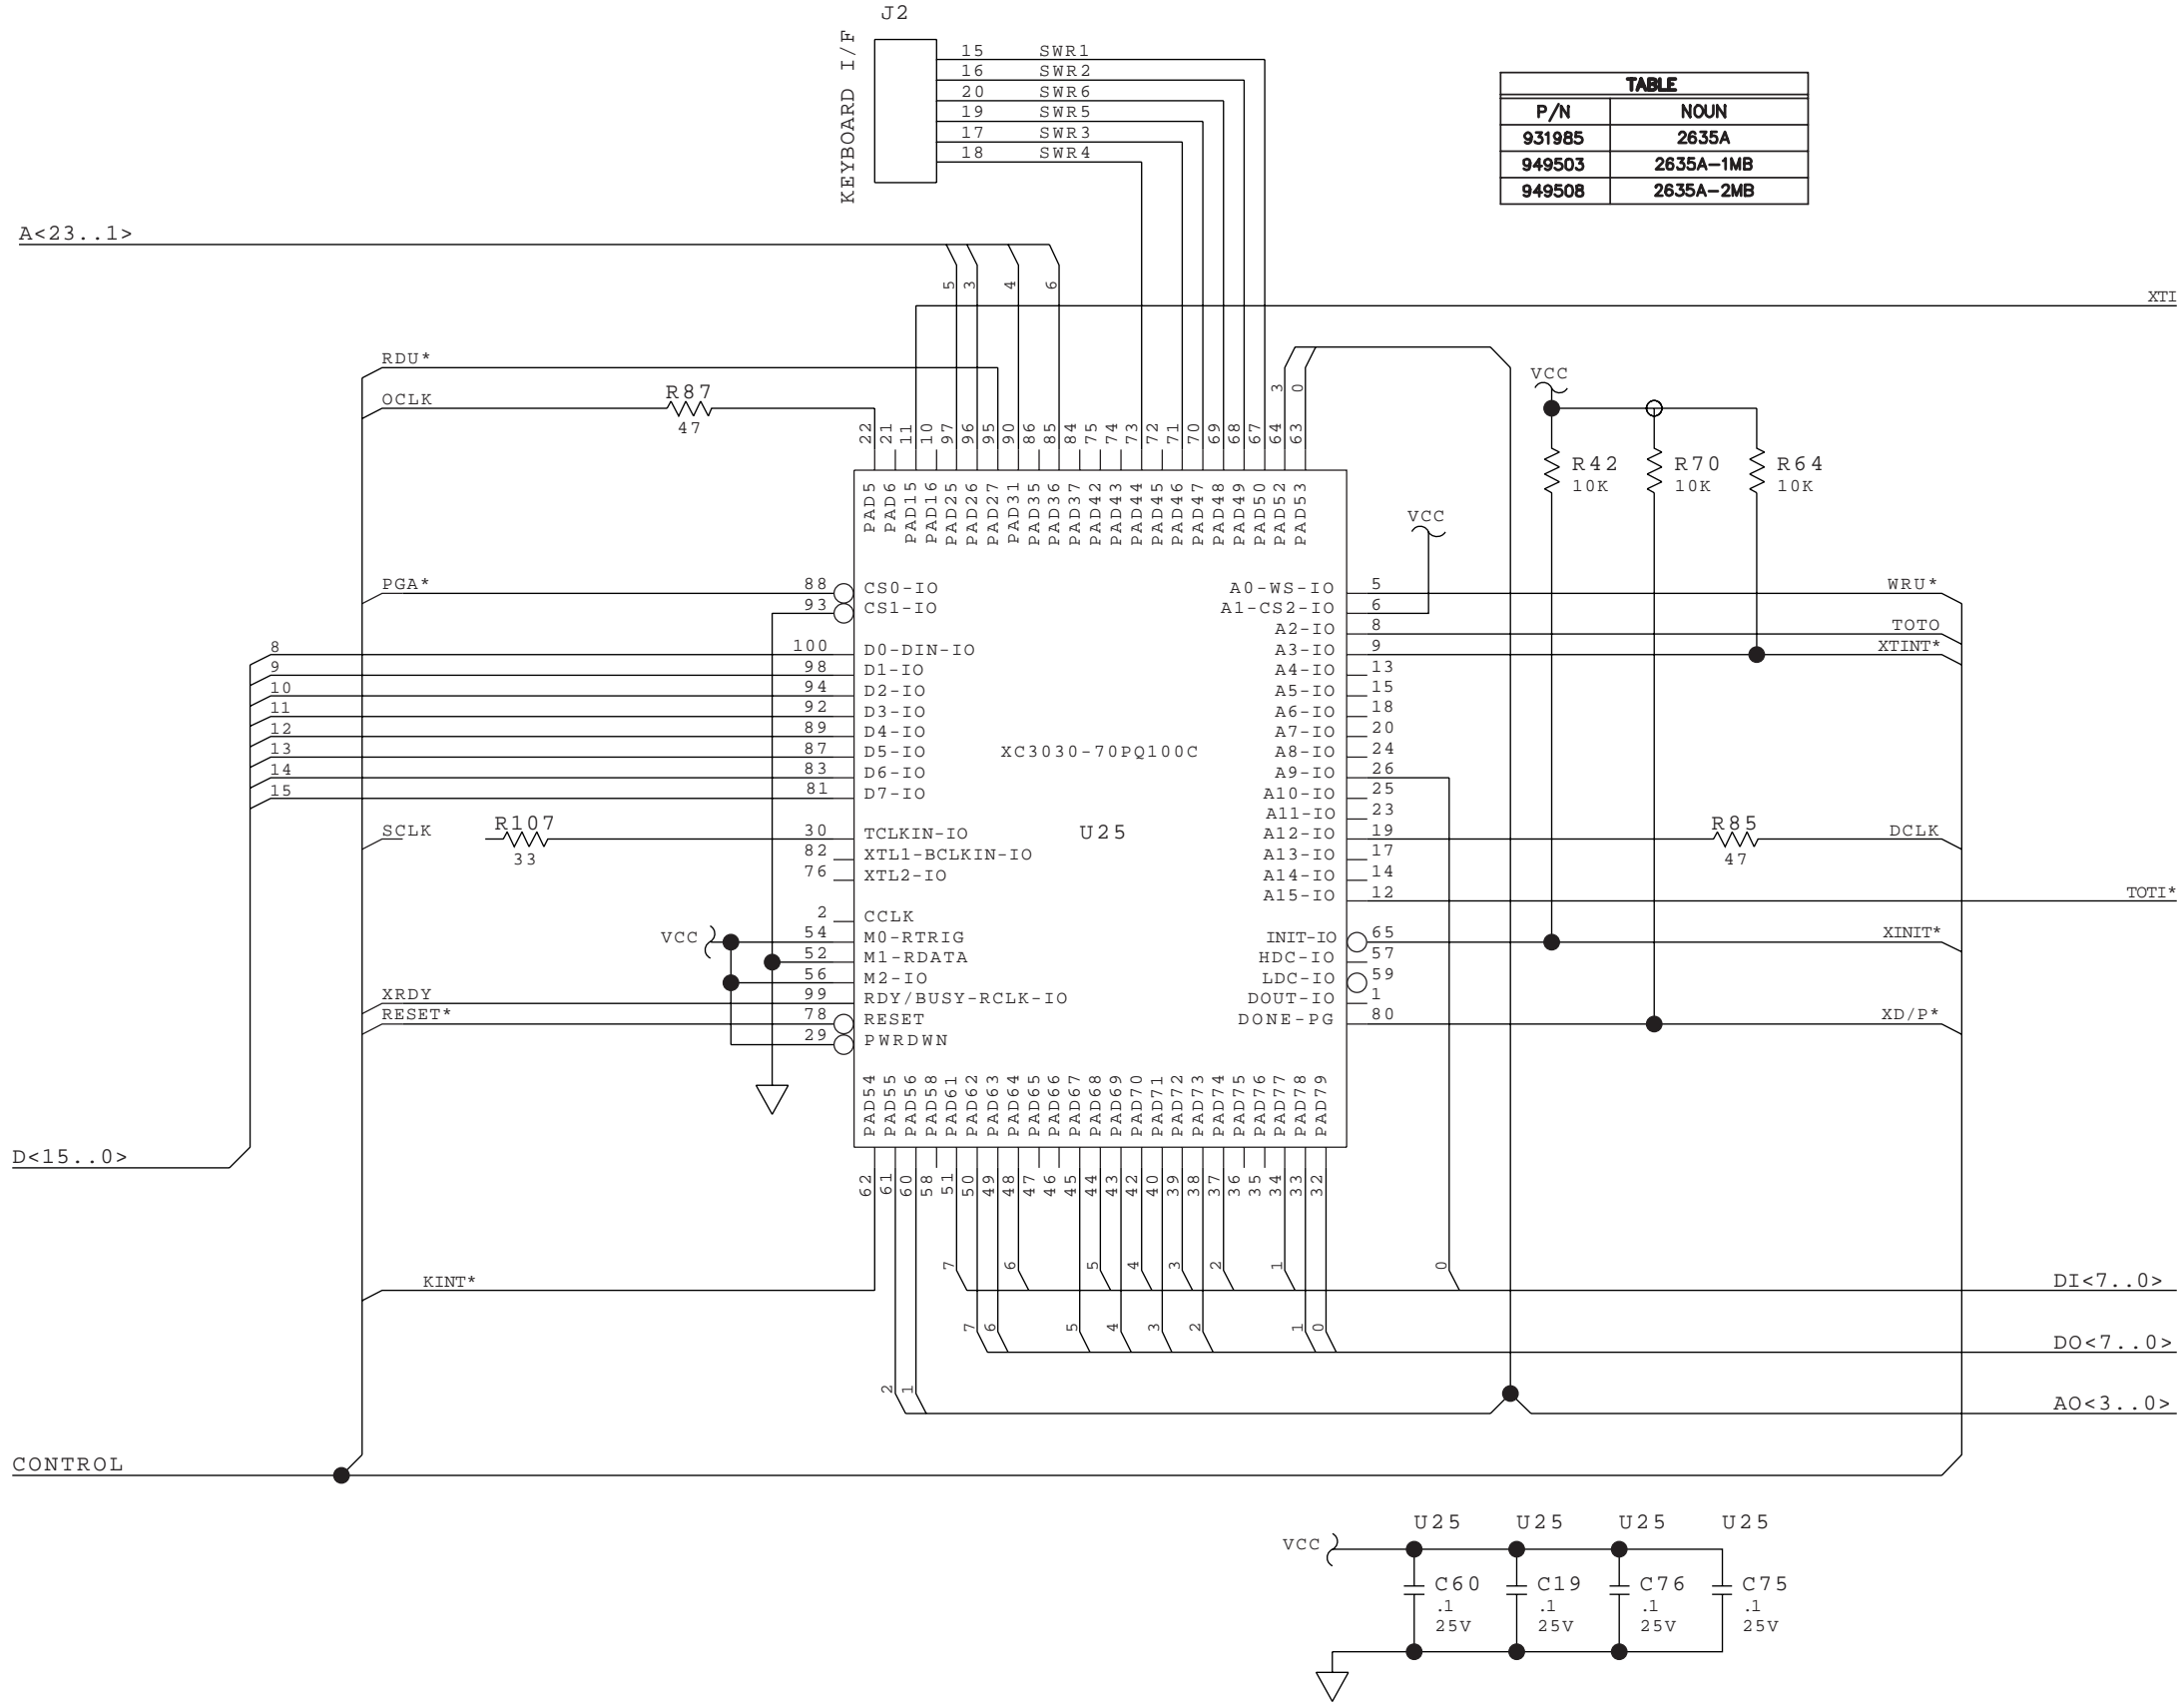 J2
KEYBOARD I/F
15 SWR1
16 SWR2
20 SWR6
19 SWR5
17 SWR3
18 SWR4
TABLE
P/N NOUN
931985 2635A
949503 2635A-1MB
949508 2635A-2MB
A<23..1>
5 3 4 6
XTI
RDU*
OCLK
R87
47
3 0
VCC
R42
10K
R70
10K
R64
10K
22 21 11 10 97 96 95 90 86 85 84 75 74 73 72 71 70 69 68 67 64 63
PAD5 PAD6 PAD15 PAD16 PAD25 PAD26 PAD27 PAD31 PAD35 PAD36 PAD37 PAD42 PAD43 PAD44 PAD45 PAD46 PAD47 PAD48 PAD49 PAD50 PAD52 PAD53
VCC
PGA* 88 CS0-IO
93 CS1-IO
8 100 D0-DIN-IO
9 98 D1-IO
10 94 D2-IO
11 92 D3-IO
12 89 D4-IO
13 87 D5-IO
14 83 D6-IO
15 81 D7-IO
SCLK R107 33 30 TCLKIN-IO
82 XTL1-BCLKIN-IO
76 XTL2-IO
2 CCLK
VCC 54 M0-RTRIG
52 M1-RDATA
56 M2-IO
XRDY 99 RDY/BUSY-RCLK-IO
RESET* 78 RESET
29 PWRDWN
XC3030-70PQ100C
U25
A0-WS-IO 5 WRU*
A1-CS2-IO 6
A2-IO 8 TOTO
A3-IO 9 XTINT*
A4-IO 13
A5-IO 15
A6-IO 18
A7-IO 20
A8-IO 24
A9-IO 26
A10-IO 25
A11-IO 23
A12-IO 19 R85 47 DCLK
A13-IO 17
A14-IO 14
A15-IO 12 TOTI*
INIT-IO 65 XINIT*
HDC-IO 57
LDC-IO 59
DOUT-IO 1
DONE-PG 80 XD/P*
PAD54 PAD55 PAD56 PAD58 PAD61 PAD62 PAD63 PAD64 PAD65 PAD66 PAD67 PAD68 PAD69 PAD70 PAD71 PAD72 PAD73 PAD74 PAD75 PAD76 PAD77 PAD78 PAD79
62 61 60 58 51 50 49 48 47 46 45 44 43 42 40 39 38 37 36 35 34 33 32
D<15..0>
KINT*
7 6 5 4 3 2 1 0
DI<7..0>
7 6 5 4 3 2 1 0
DO<7..0>
2 1
AO<3..0>
CONTROL
U25 U25 U25 U25
VCC
C60 C19 C76 C75
.1 .1 .1 .1
25V 25V 25V 25V